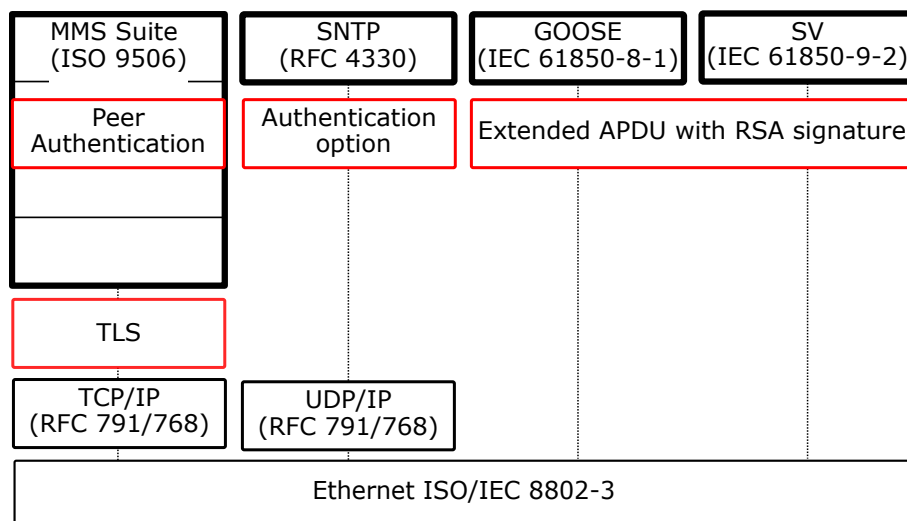 MMS Suite
(ISO 9506)
SNTP
(RFC 4330)
GOOSE
(IEC 61850-8-1)
SV
(IEC 61850-9-2)
Peer
Authentication
Authentication
option
Extended APDU with RSA signature
TLS
TCP/IP
(RFC 791/768)
UDP/IP
(RFC 791/768)
Ethernet ISO/IEC 8802-3